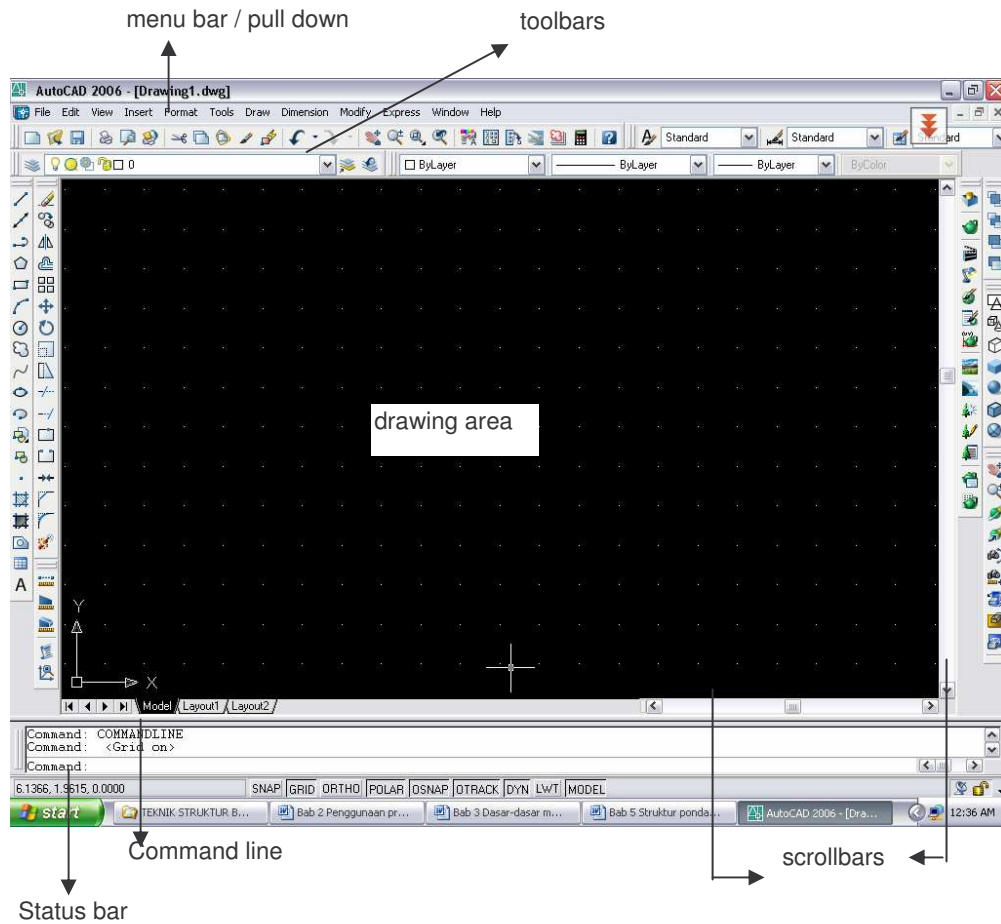 menu bar / pull down
toolbars
AutoCAD 2006 - [Drawing1.dwg]
File Edit View Insert Format Tools Draw Dimension Modify Express Window Help
Standard Standard
0 ByLayer ByLayer ByLayer ByColor
drawing area
A
Y
X
Model Layout1 Layout2
Command: COMMANDLINE
Command: <Grid on>
Command:
6.1366, 1.9615, 0.0000 SNAP GRID ORTHO POLAR OSNAP OTRACK DYN LWT MODEL
start TEKNIK STRUKTUR B... Bab 2 Penggunaan pr... Bab 3 Dasar-dasar m... Bab 5 Struktur ponda... AutoCAD 2006 - [Dra... 12:36 AM
Command line
scrollbars
Status bar